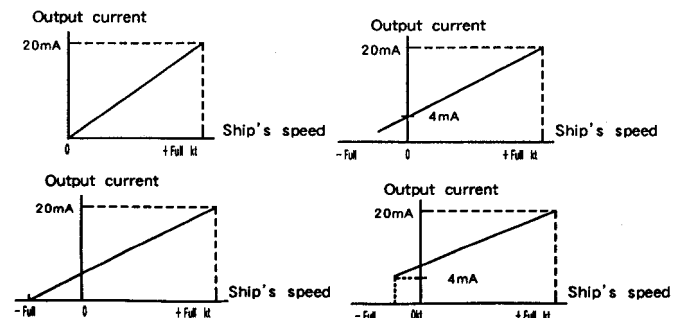 Output current
20mA
Ship's speed
0
+Full kt
Output current
20mA
4mA
Ship's speed
-Full
0
+Full kt
Output current
20mA
Ship's speed
-Full
0
+Full kt
Output current
20mA
4mA
Ship's speed
-Full
0kt
+Full kt